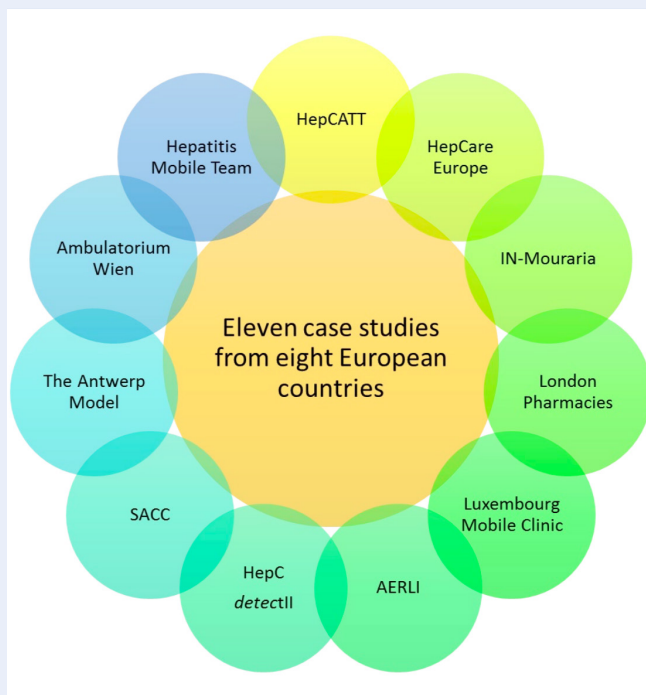 HepCATT
HepCare
Europe
IN-Mouraria
London
Pharmacies
Luxembourg
Mobile Clinic
AERLI
HepC
detectII
SACC
The Antwerp
Model
Ambulatorium
Wien
Hepatitis
Mobile Team
Eleven case studies
from eight European
countries